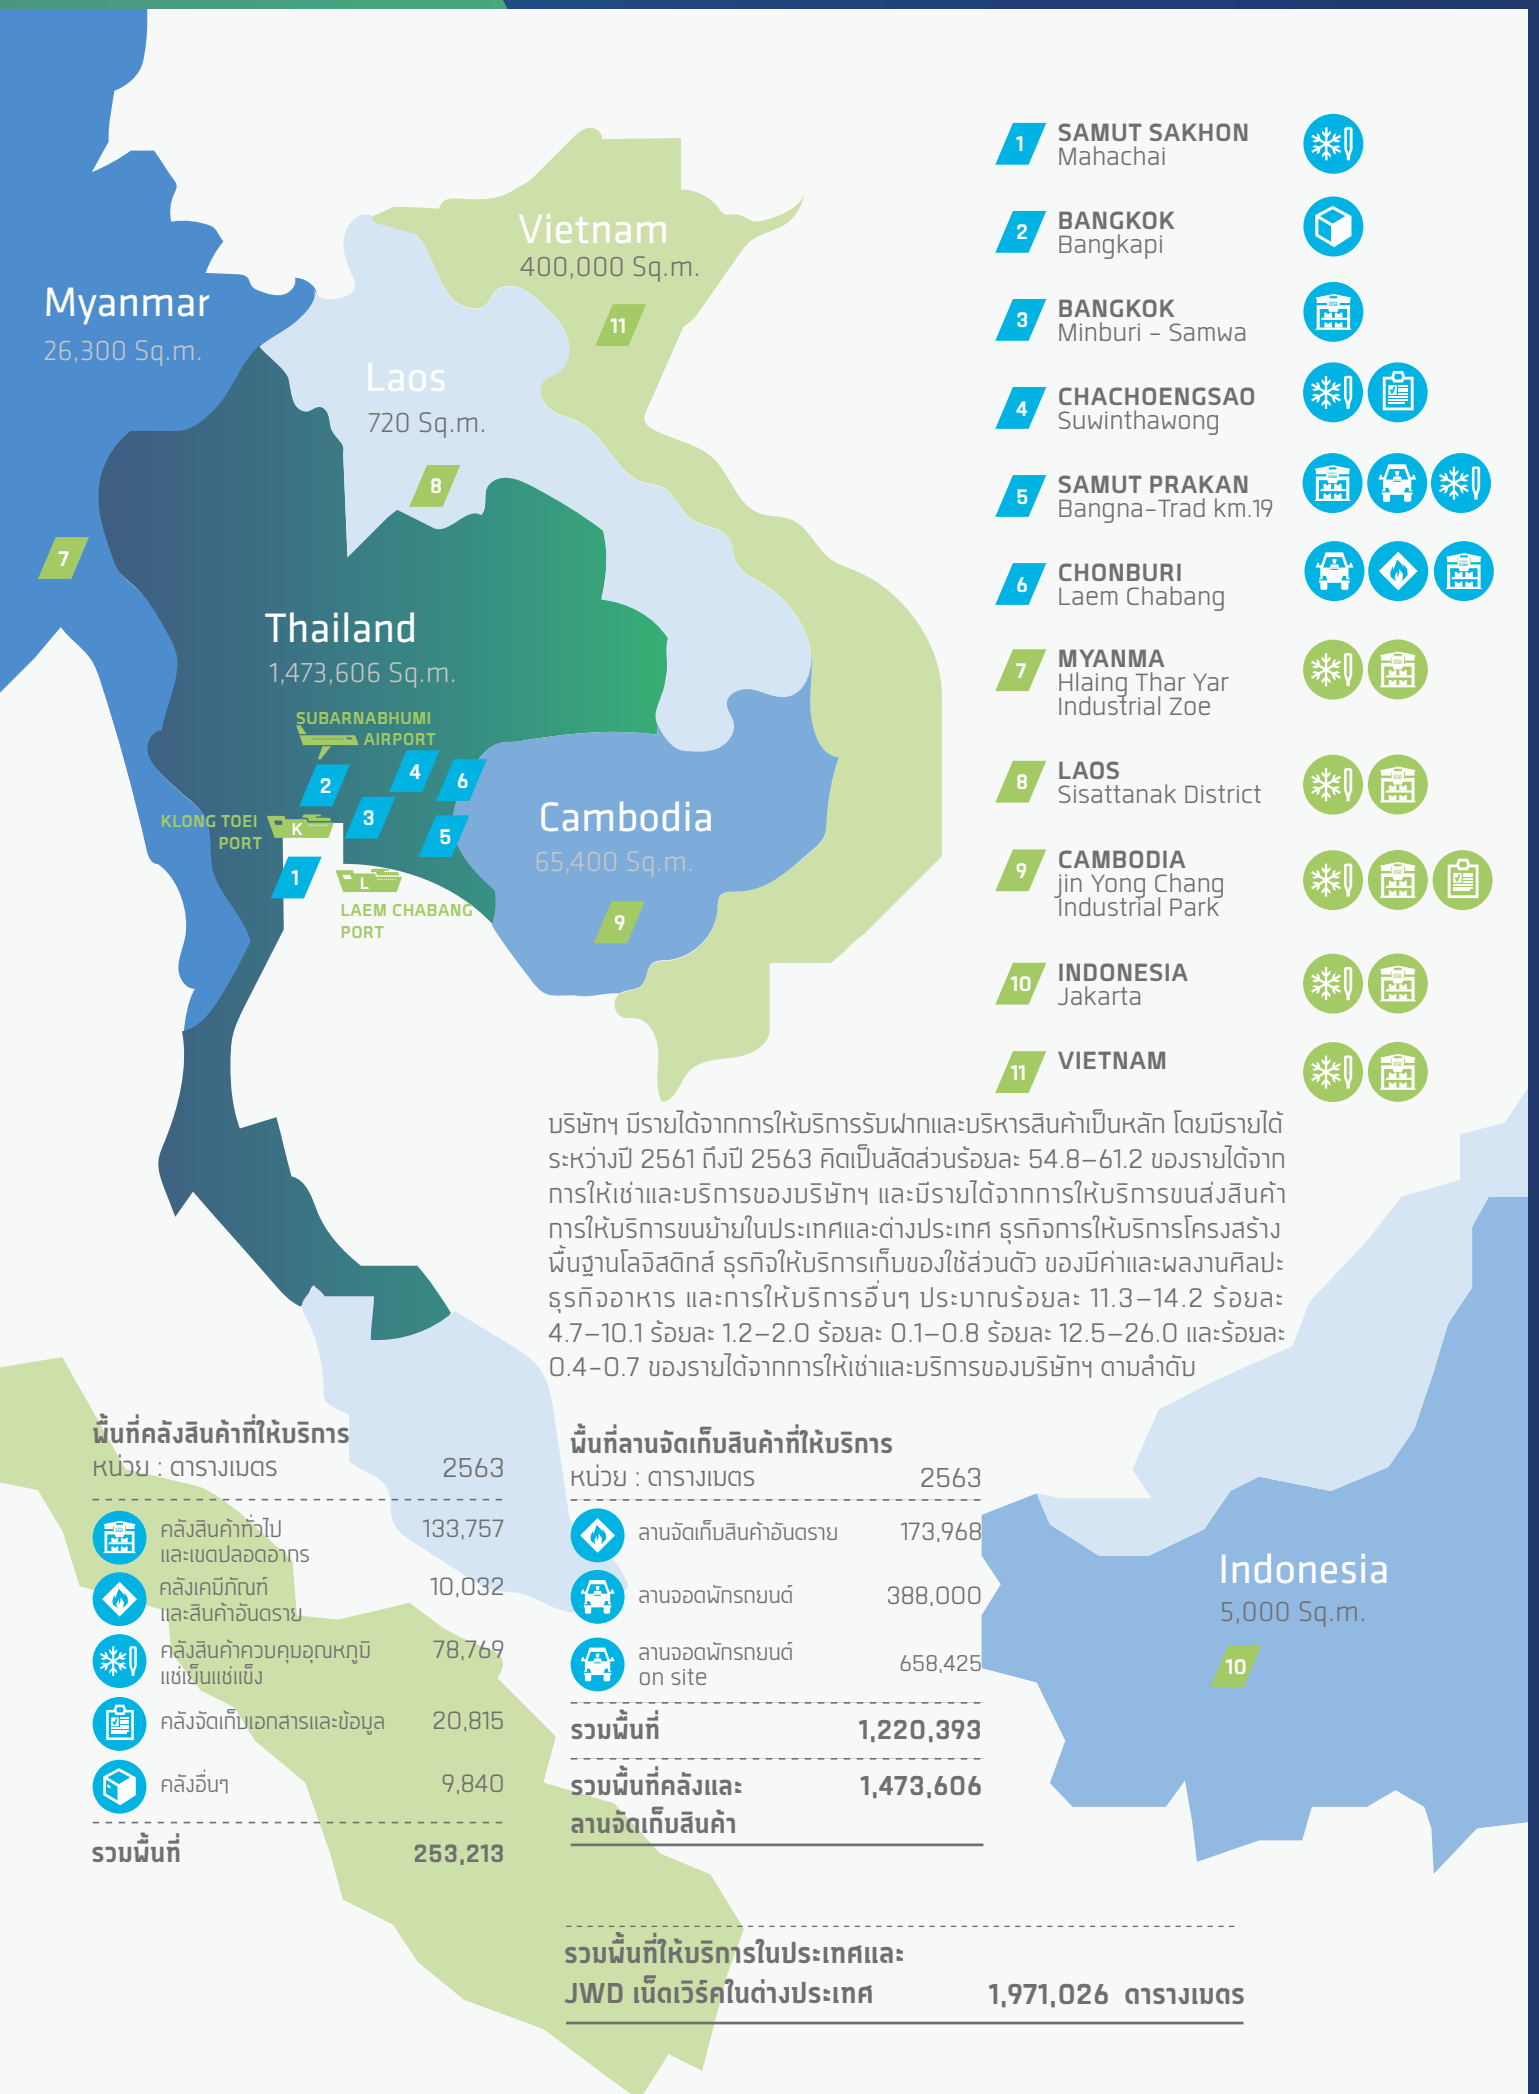 Vietnam
400,000 Sq.m.
11
Myanmar
26,300 Sq.m.
Laos
720 Sq.m.
8
7
Thailand
1,473,606 Sq.m.
SUBARNABHUMI
AIRPORT
2
4
6
3
5
KLONG TOEI
PORT
K
1
L
LAEM CHABANG
PORT
Cambodia
65,400 Sq.m.
9
1
SAMUT SAKHON
Mahachai
2
BANGKOK
Bangkapi
3
BANGKOK
Minburi - Samwa
4
CHACHOENGSAO
Suwinthawong
5
SAMUT PRAKAN
Bangna-Trad km.19
6
CHONBURI
Laem Chabang
7
MYANMA
Hlaing Thar Yar
Industrial Zoe
8
LAOS
Sisattanak District
9
CAMBODIA
jin Yong Chang
Industrial Park
10
INDONESIA
Jakarta
11
VIETNAM
บริษัทฯ มีรายได้จากการให้บริการรับฝากและบริหารสินค้าเป็นหลัก โดยมีรายได้
ระหว่างปี 2561 ถึงปี 2563 คิดเป็นสัดส่วนร้อยละ 54.8–61.2 ของรายได้จาก
การให้เช่าและบริการของบริษัทฯ และมีรายได้จากการให้บริการขนส่งสินค้า
การให้บริการขนย้ายในประเทศและต่างประเทศ ธุรกิจการให้บริการโครงสร้าง
พื้นฐานโลจิสติกส์ ธุรกิจให้บริการเก็บของใช้ส่วนตัว ของมีค่าและผลงานศิลปะ
ธุรกิจอาหาร และการให้บริการอื่นๆ ประมาณร้อยละ 11.3–14.2 ร้อยละ
4.7–10.1 ร้อยละ 1.2–2.0 ร้อยละ 0.1–0.8 ร้อยละ 12.5–26.0 และร้อยละ
0.4-0.7 ของรายได้จากการให้เช่าและบริการของบริษัทฯ ตามลำดับ
พื้นที่คลังสินค้าที่ให้บริการ
หน่วย : ตารางเมตร 2563
คลังสินค้าทั่วไป 133,757
และเขตปลอดอากร
คลังเคมีภัณฑ์ 10,032
และสินค้าอันตราย
คลังสินค้าควบคุมอุณหภูมิ 78,769
แช่เย็นแช่แข็ง
คลังจัดเก็บเอกสารและข้อมูล 20,815
คลังอื่นๆ 9,840
รวมพื้นที่ 253,213
พื้นที่ลานจัดเก็บสินค้าที่ให้บริการ
หน่วย : ตารางเมตร 2563
ลานจัดเก็บสินค้าอันตราย 173,968
ลานจอดพักรถยนต์ 388,000
ลานจอดพักรถยนต์
on site 658,425
รวมพื้นที่ 1,220,393
รวมพื้นที่คลังและ 1,473,606
ลานจัดเก็บสินค้า
Indonesia
5,000 Sq.m.
10
รวมพื้นที่ให้บริการในประเทศและ
JWD เน็ตเวิร์คในต่างประเทศ 1,971,026 ตารางเมตร